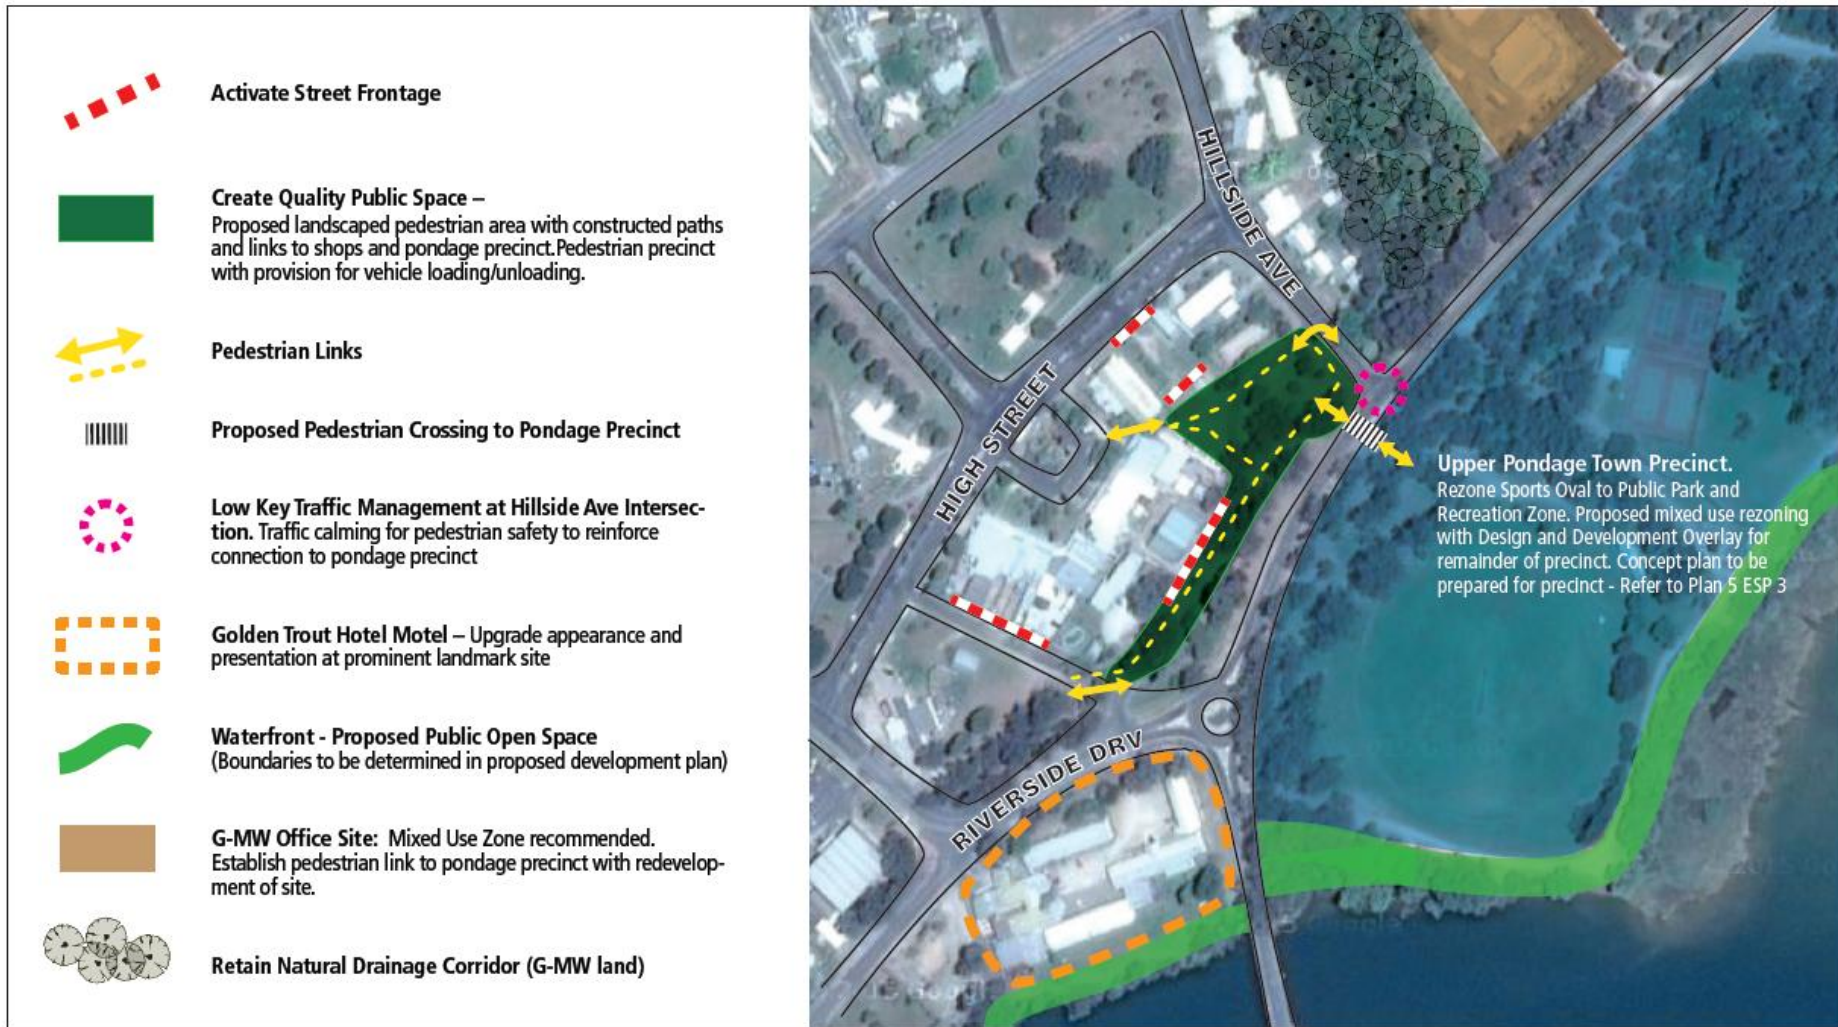 Activate Street Frontage
Create Quality Public Space –
Proposed landscaped pedestrian area with constructed paths
and links to shops and pondage precinct.Pedestrian precinct
with provision for vehicle loading/unloading.
Pedestrian Links
Proposed Pedestrian Crossing to Pondage Precinct
Low Key Traffic Management at Hillside Ave Intersec-
tion. Traffic calming for pedestrian safety to reinforce
connection to pondage precinct
Golden Trout Hotel Motel – Upgrade appearance and
presentation at prominent landmark site
Waterfront - Proposed Public Open Space
(Boundaries to be determined in proposed development plan)
G-MW Office Site: Mixed Use Zone recommended.
Establish pedestrian link to pondage precinct with redevelop-
ment of site.
Retain Natural Drainage Corridor (G-MW land)
HILLSIDE AVE
HIGH STREET
RIVERSIDE DRV
Upper Pondage Town Precinct.
Rezone Sports Oval to Public Park and
Recreation Zone. Proposed mixed use rezoning
with Design and Development Overlay for
remainder of precinct. Concept plan to be
prepared for precinct - Refer to Plan 5 ESP 3